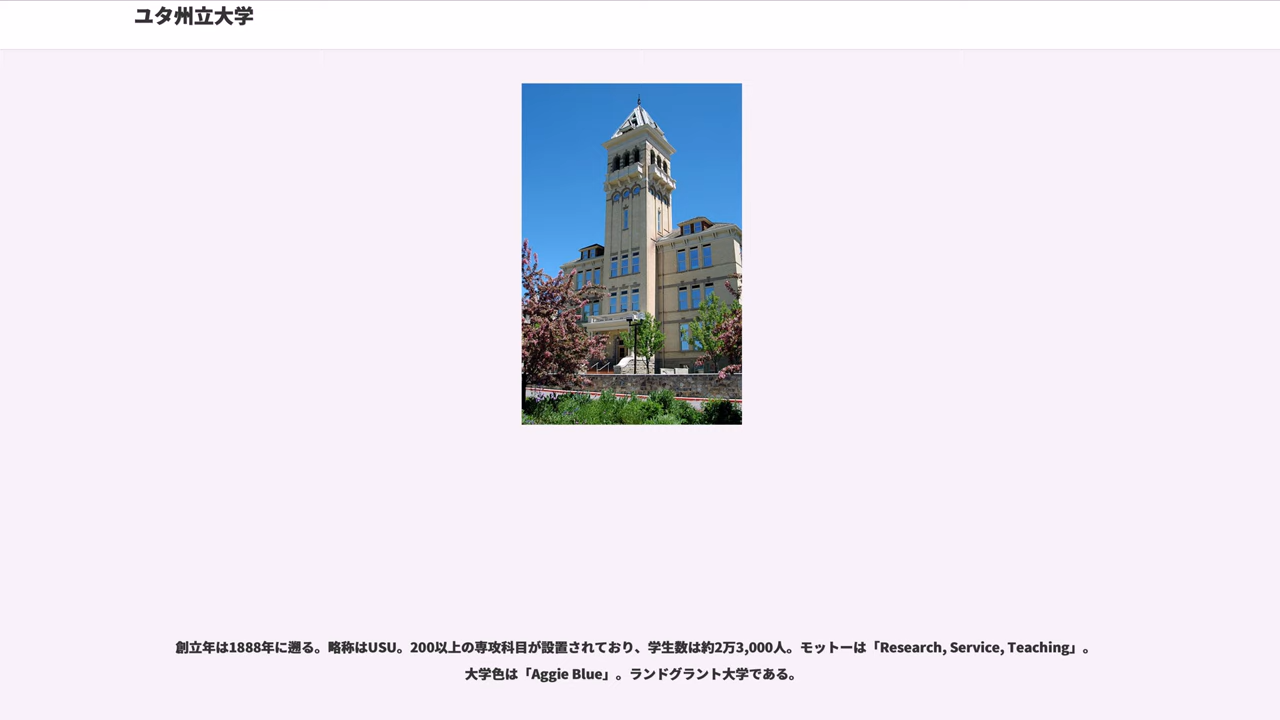 ユタ州立大学
創立年は1888年に遡る。略称はUSU。200以上の専攻科目が設置されており、学生数は約2万3,000人。モットーは「Research, Service, Teaching」。
大学色は「Aggie Blue」。ランドグラント大学である。